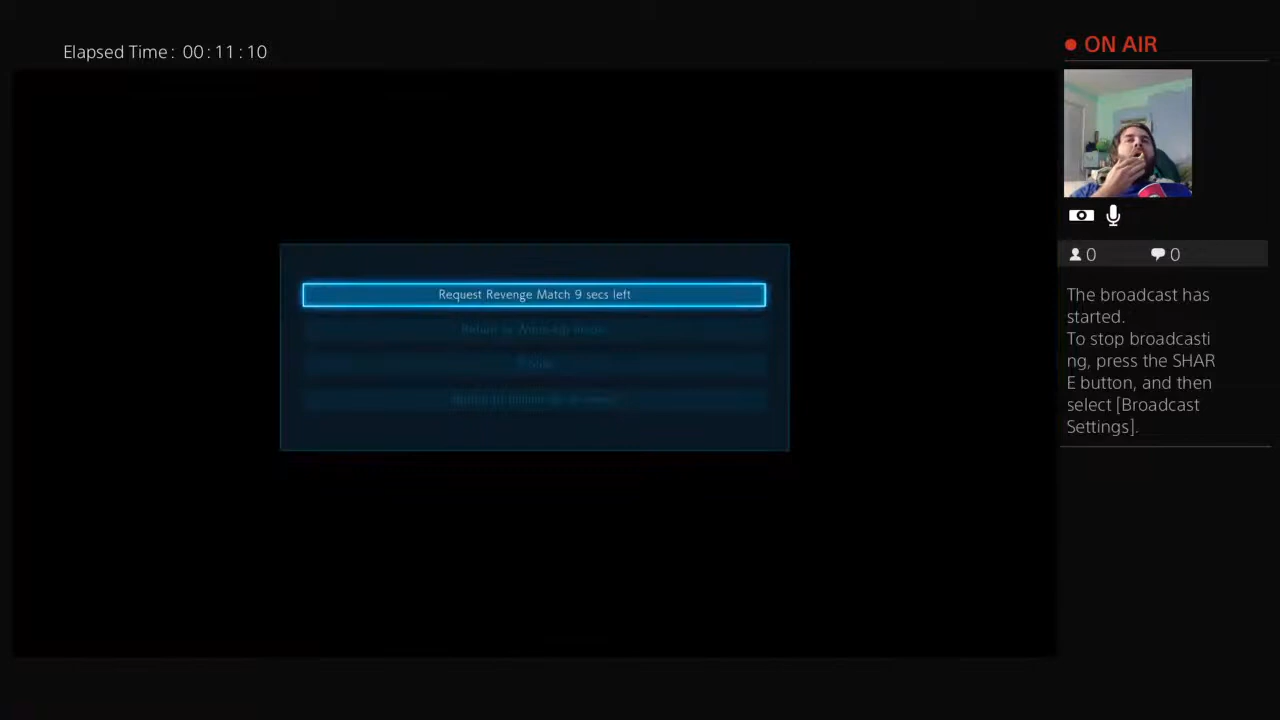 Elapsed Time: 00:11:10
ON AIR
0 0
Request Revenge Match 9 secs left
The broadcast has
started.
To stop broadcasti
ng, press the SHAR
E button, and then
select [Broadcast
Settings].